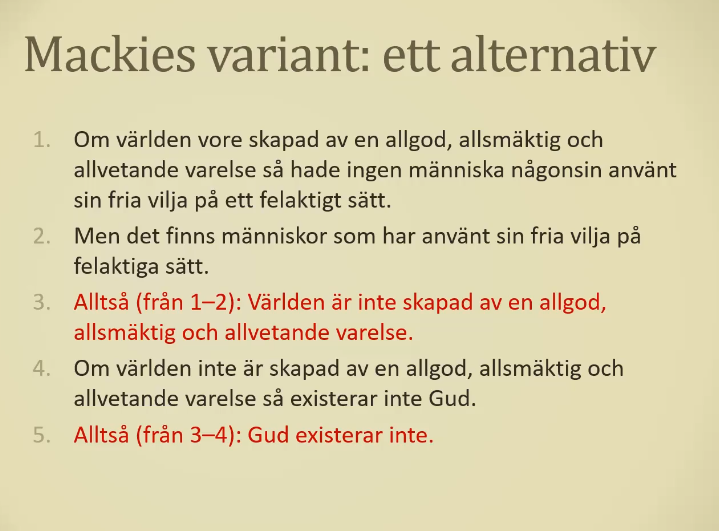 Mackies variant: ett alternativ
1. Om världen vore skapad av en allgod, allsmäktig och
allvetande varelse så hade ingen människa någonsin använt
sin fria vilja på ett felaktigt sätt.
2. Men det finns människor som har använt sin fria vilja på
felaktiga sätt.
3. Alltså (från 1–2): Världen är inte skapad av en allgod,
allsmäktig och allvetande varelse.
4. Om världen inte är skapad av en allgod, allsmäktig och
allvetande varelse så existerar inte Gud.
5. Alltså (från 3–4): Gud existerar inte.